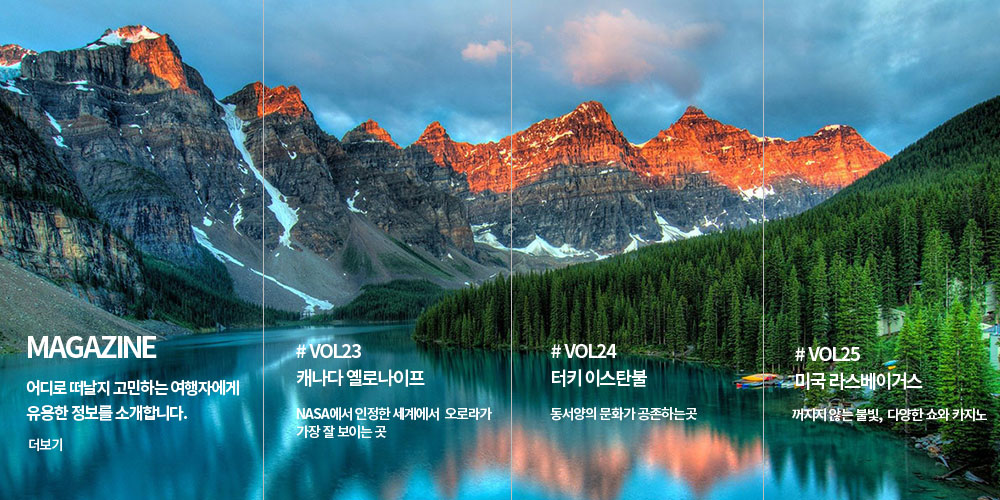 MAGAZINE
어디로 떠날지 고민하는 여행자에게
유용한 정보를 소개합니다.
더보기
# VOL23
캐나다 옐로나이프
NASA에서 인정한 세계에서 오로라가
가장 잘 보이는 곳
# VOL24
터키 이스탄불
동서양의 문화가 공존하는곳
# VOL25
미국 라스베이거스
꺼지지 않는 불빛, 다양한 쇼와 카지노